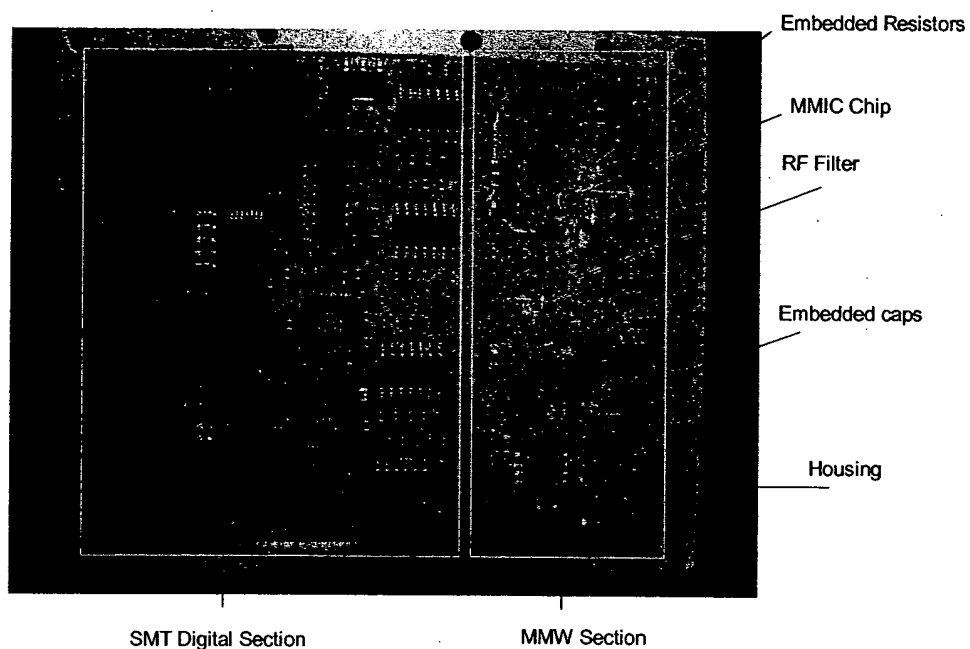 Embedded Resistors
MMIC Chip
RF Filter
Embedded caps
Housing
SMT Digital Section
MMW Section